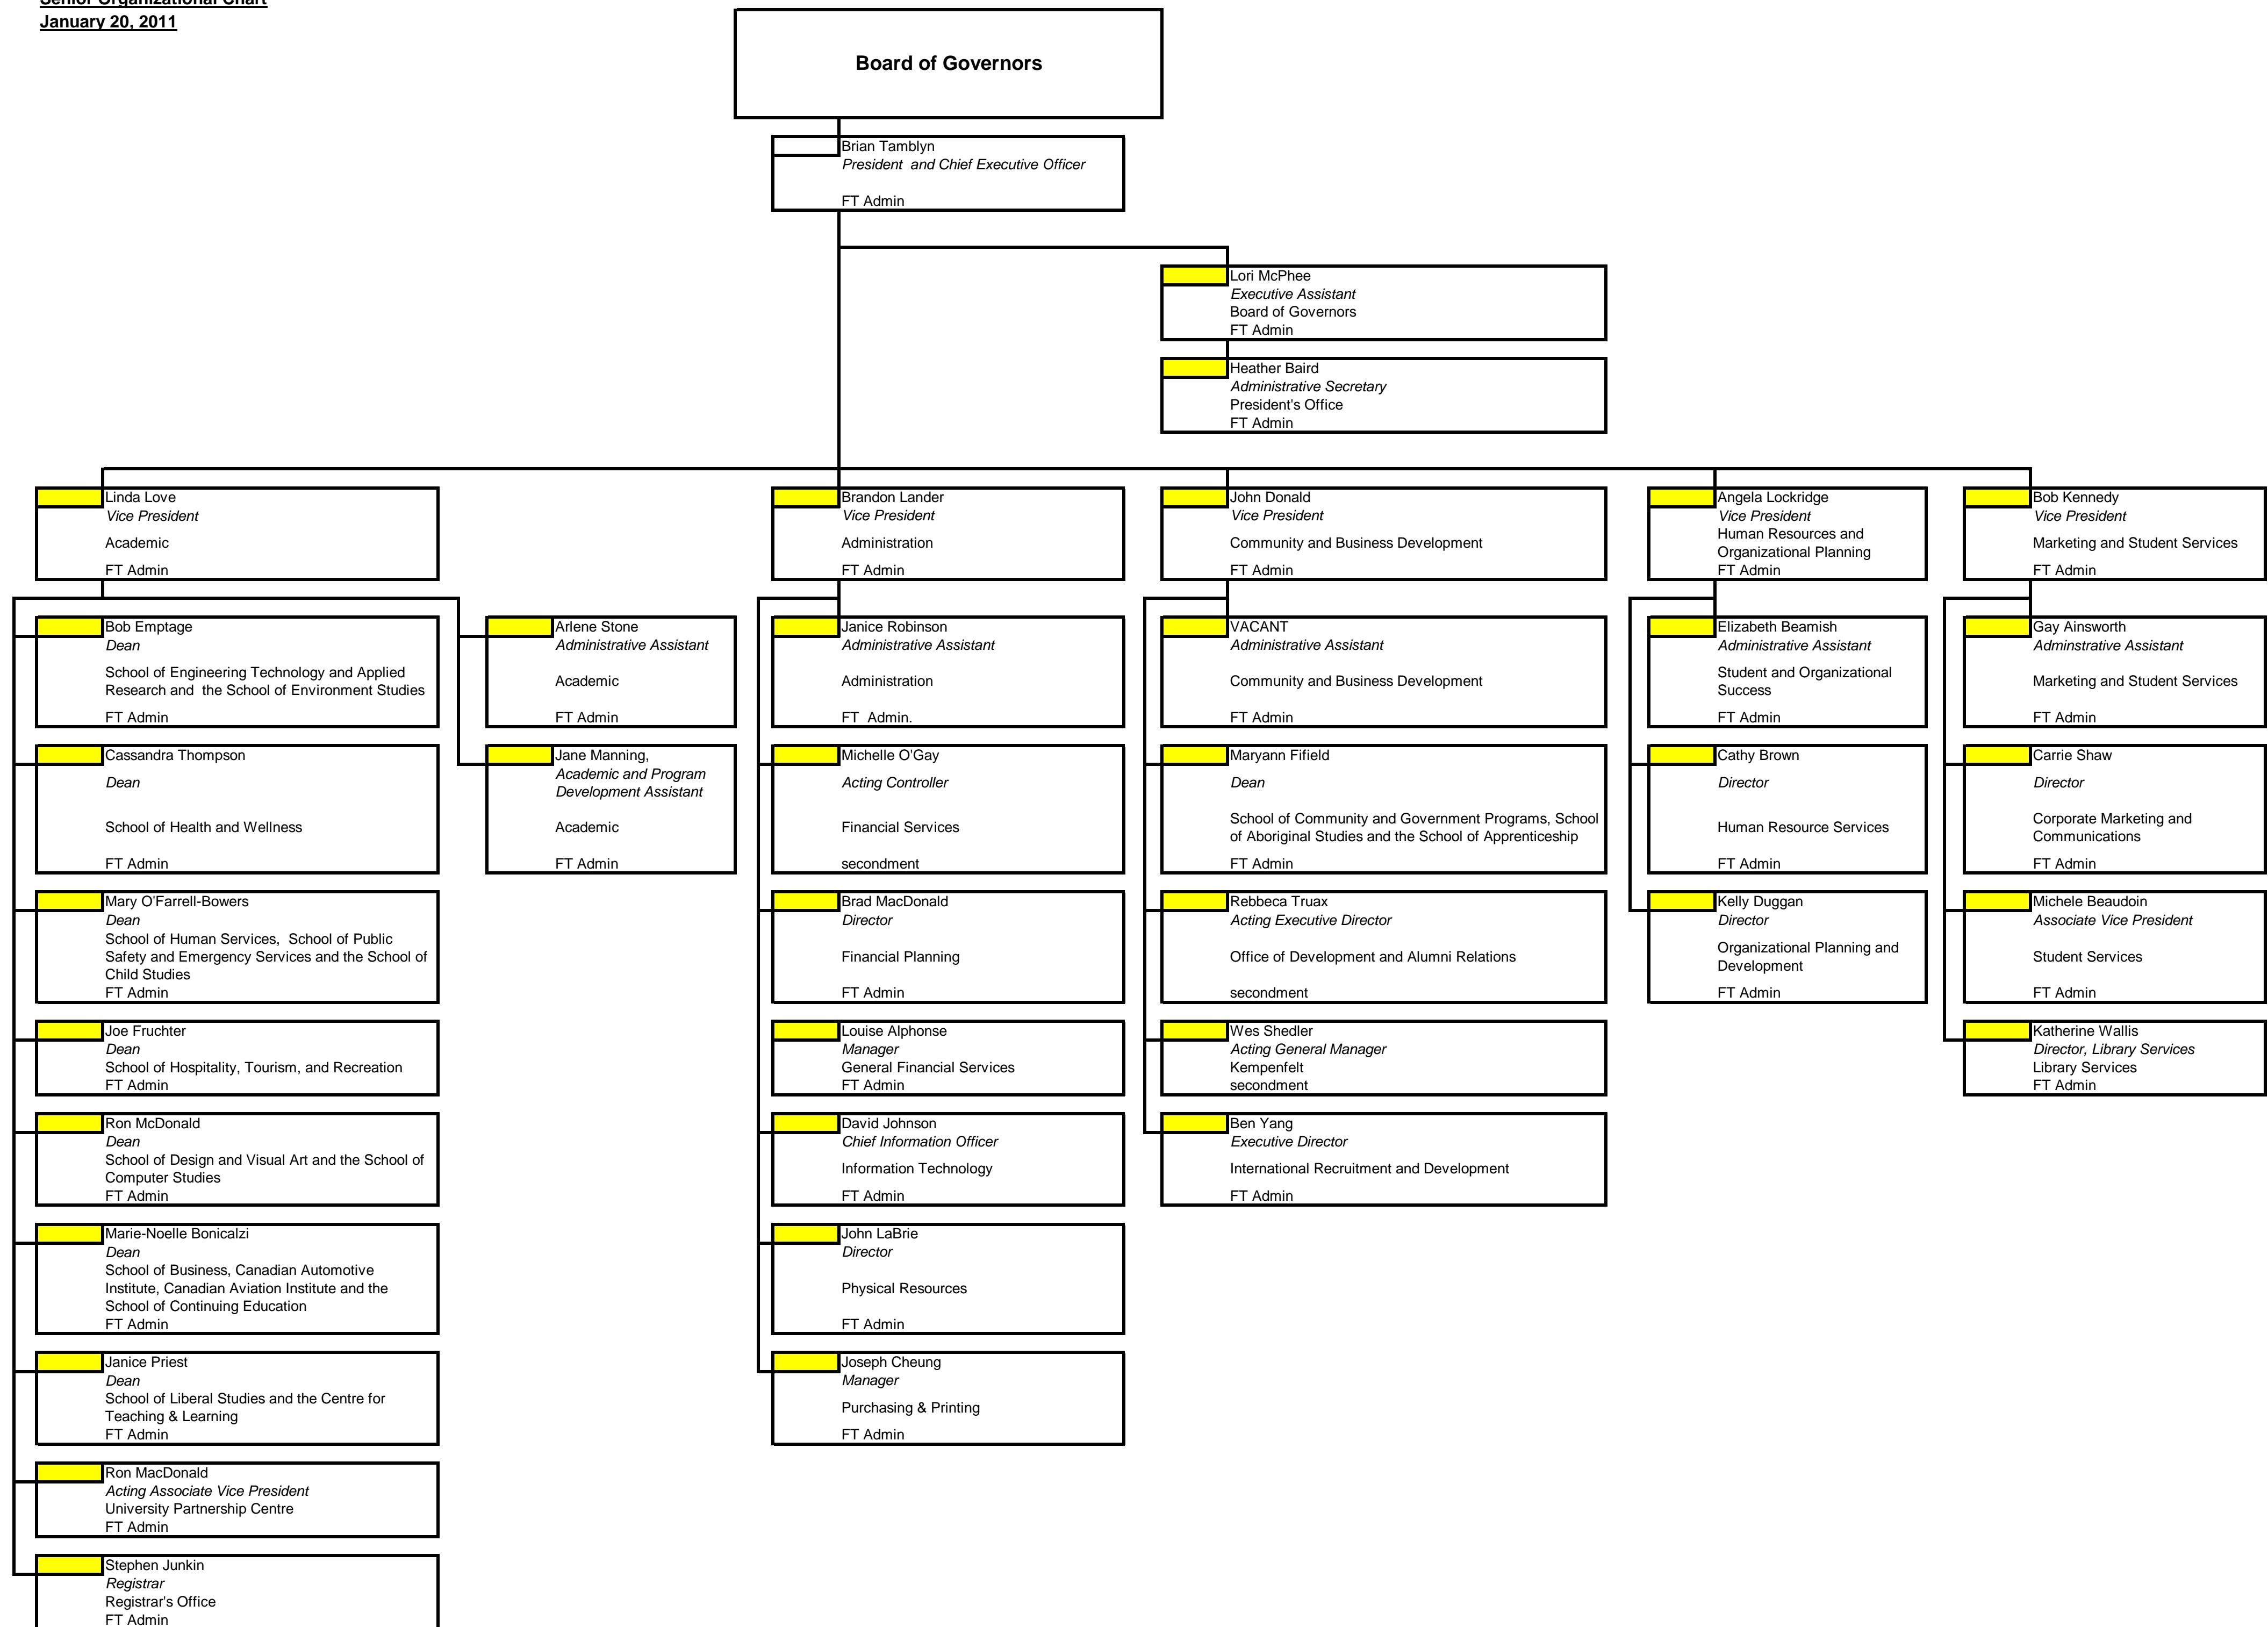 Senior Organizational Chart
January 20, 2011
Board of Governors
Brian Tamblyn
President and Chief Executive Officer
FT Admin
Lori McPhee
Executive Assistant
Board of Governors
FT Admin
Heather Baird
Administrative Secretary
President's Office
FT Admin
Linda Love
Vice President
Academic
FT Admin
Brandon Lander
Vice President
Administration
FT Admin
John Donald
Vice President
Community and Business Development
FT Admin
Angela Lockridge
Vice President
Human Resources and
Organizational Planning
FT Admin
Bob Kennedy
Vice President
Marketing and Student Services
FT Admin
Bob Emptage
Dean
School of Engineering Technology and Applied
Research and the School of Environment Studies
FT Admin
Cassandra Thompson
Dean
School of Health and Wellness
FT Admin
Mary O'Farrell-Bowers
Dean
School of Human Services, School of Public
Safety and Emergency Services and the School of
Child Studies
FT Admin
Joe Fruchter
Dean
School of Hospitality, Tourism, and Recreation
FT Admin
Ron McDonald
Dean
School of Design and Visual Art and the School of
Computer Studies
FT Admin
Marie-Noelle Bonicalzi
Dean
School of Business, Canadian Automotive
Institute, Canadian Aviation Institute and the
School of Continuing Education
FT Admin
Janice Priest
Dean
School of Liberal Studies and the Centre for
Teaching & Learning
FT Admin
Ron MacDonald
Acting Associate Vice President
University Partnership Centre
FT Admin
Stephen Junkin
Registrar
Registrar's Office
FT Admin
Arlene Stone
Administrative Assistant
Academic
FT Admin
Jane Manning,
Academic and Program
Development Assistant
Academic
FT Admin
Janice Robinson
Administrative Assistant
Administration
FT Admin.
Michelle O'Gay
Acting Controller
Financial Services
secondment
Brad MacDonald
Director
Financial Planning
FT Admin
Louise Alphonse
Manager
General Financial Services
FT Admin
David Johnson
Chief Information Officer
Information Technology
FT Admin
John LaBrie
Director
Physical Resources
FT Admin
Joseph Cheung
Manager
Purchasing & Printing
FT Admin
VACANT
Adminstrative Assistant
Community and Business Development
FT Admin
Maryann Fifield
Dean
School of Community and Government Programs, School
of Aboriginal Studies and the School of Apprenticeship
FT Admin
Rebbeca Truax
Acting Executive Director
Office of Development and Alumni Relations
secondment
Wes Shedler
Acting General Manager
Kempenfelt
secondment
Ben Yang
Executive Director
International Recruitment and Development
FT Admin
Elizabeth Beamish
Administrative Assistant
Student and Organizational
Success
FT Admin
Cathy Brown
Director
Human Resource Services
FT Admin
Kelly Duggan
Director
Organizational Planning and
Development
FT Admin
Gay Ainsworth
Adminstrative Assistant
Marketing and Student Services
FT Admin
Carrie Shaw
Director
Corporate Marketing and
Communications
FT Admin
Michele Beaudoin
Associate Vice President
Student Services
FT Admin
Katherine Wallis
Director, Library Services
Library Services
FT Admin